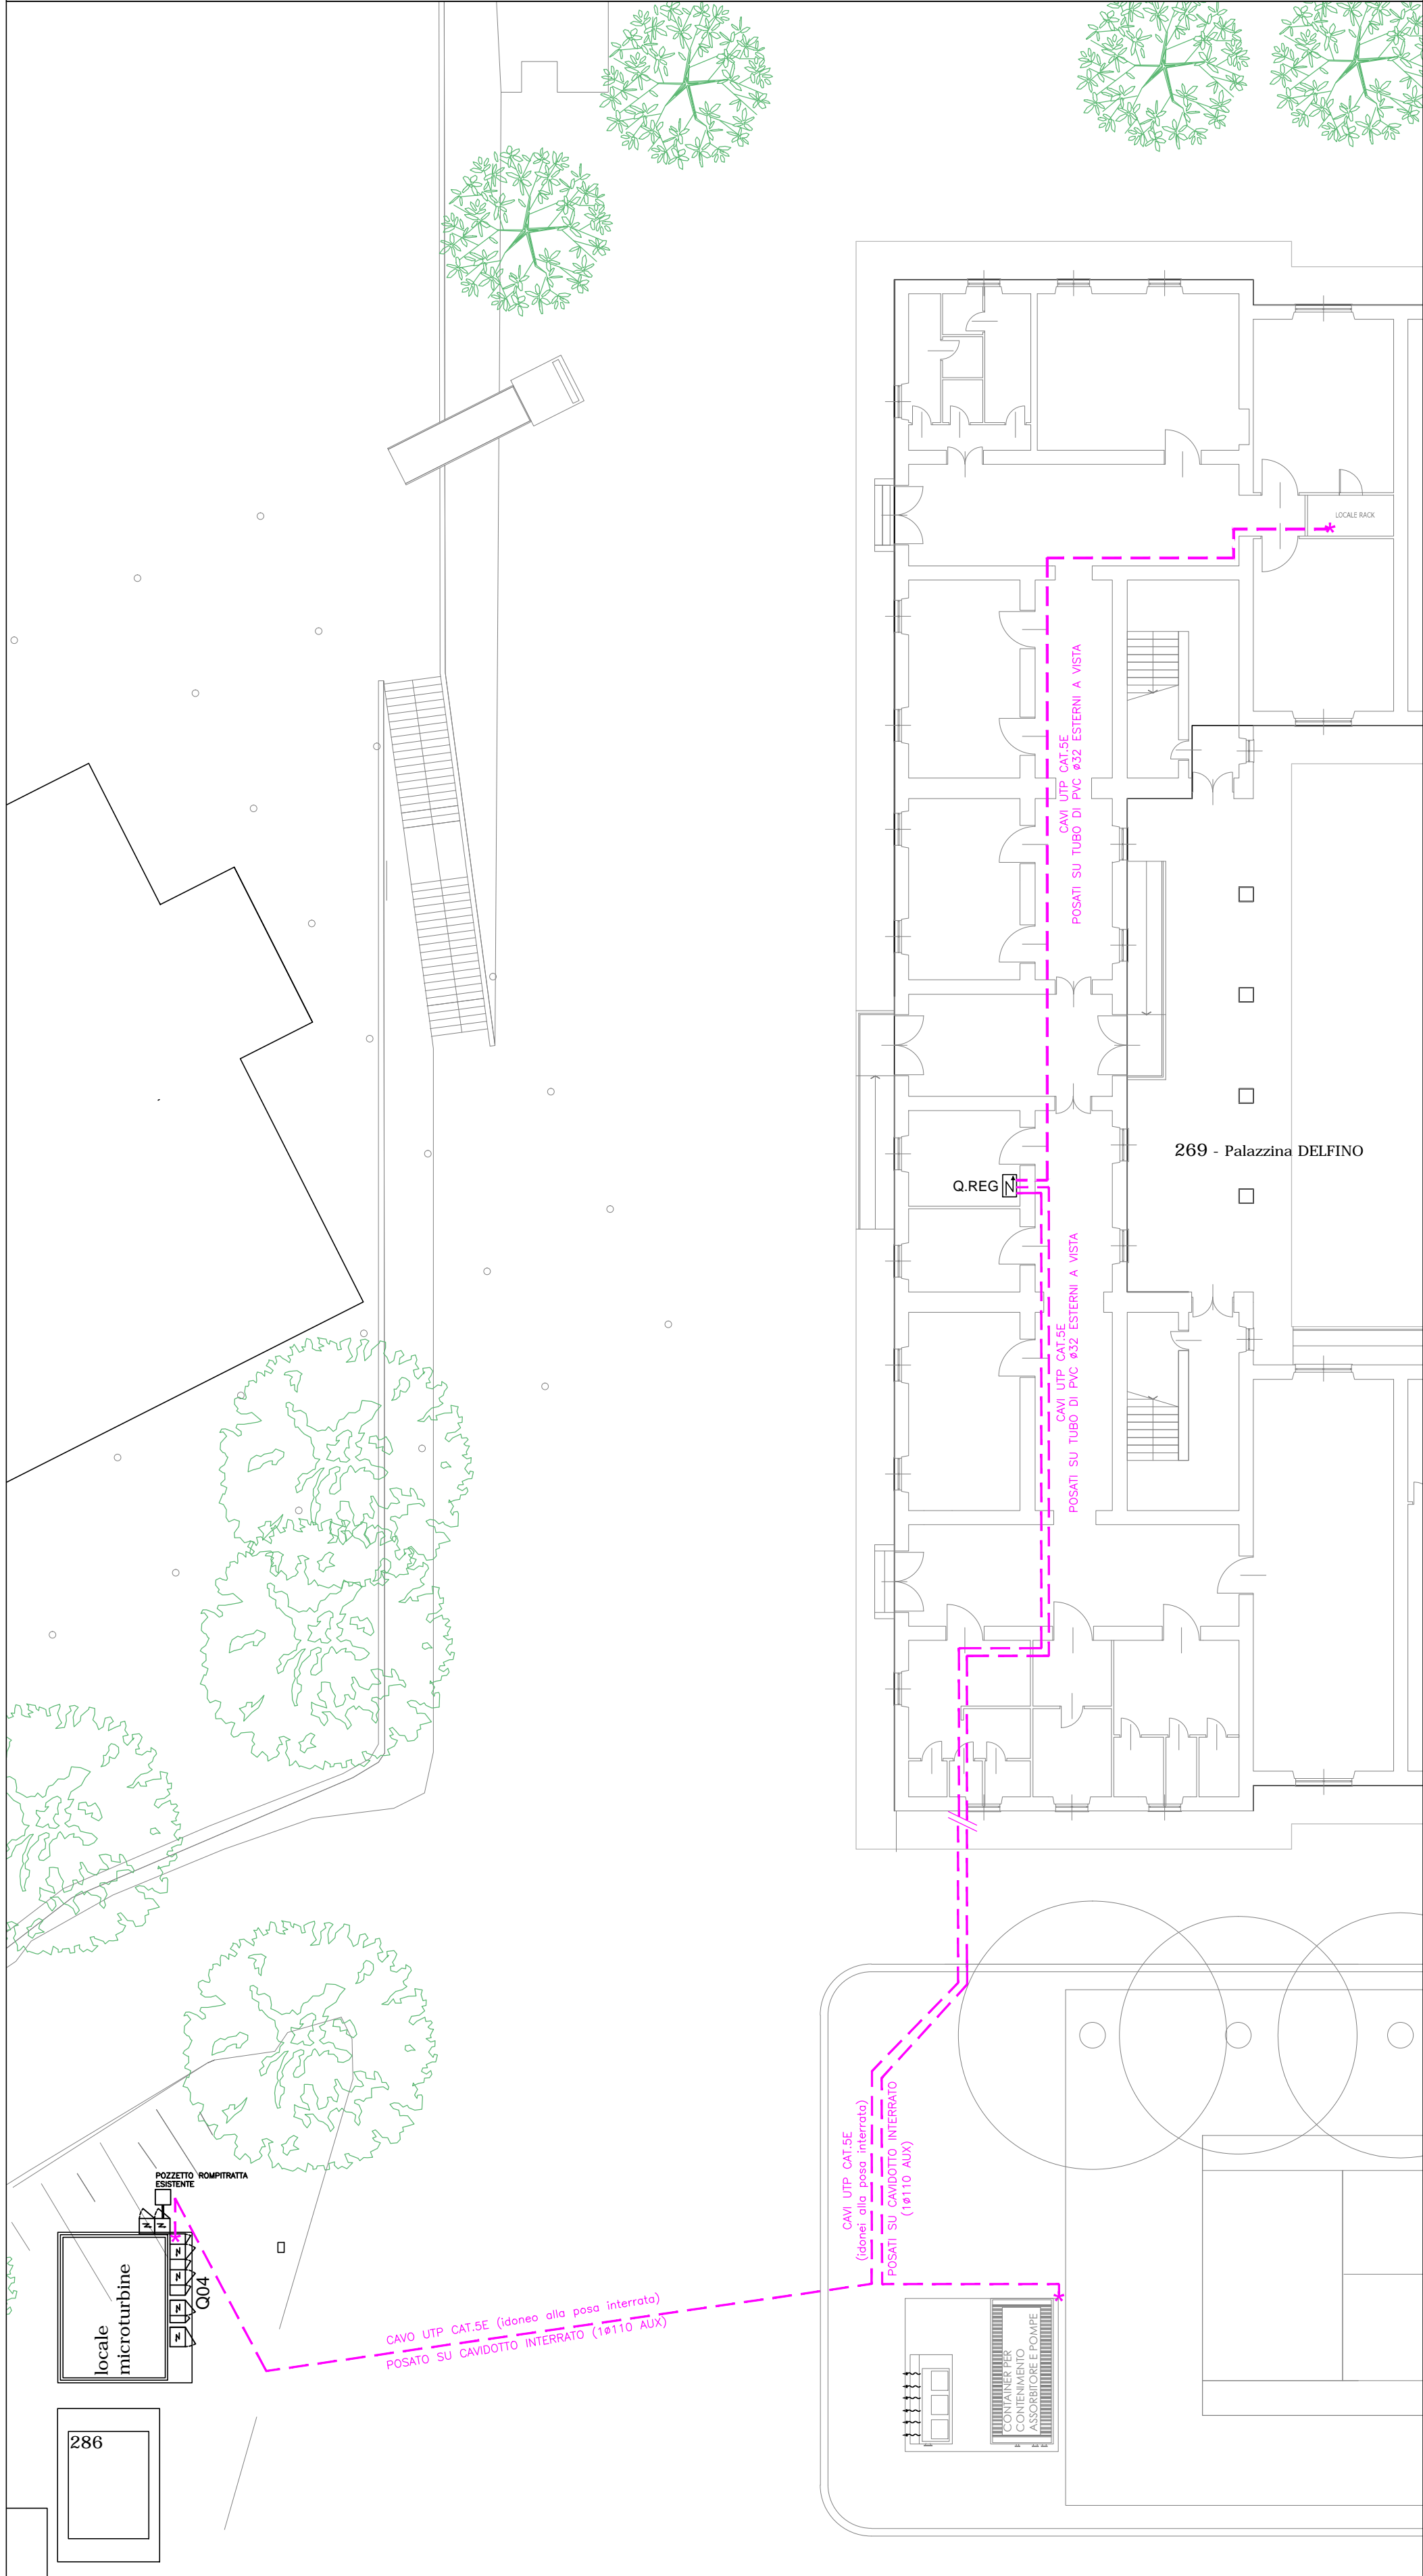 LOCALE RACK
CAVI UTP CAT.5E
POSATI SU TUBO DI PVC ø32 ESTERNI A VISTA
269 - Palazzina DELFINO
Q.REG
CAVI UTP CAT.5E
POSATI SU TUBO DI PVC ø32 ESTERNI A VISTA
CAVI UTP CAT.5E
(idonei alla posa interrata)
POSATI SU CAVIDOTTO INTERRATO
(1ø110 AUX)
POZZETTO ROMPITRATTA
ESISTENTE
locale
microturbine
Q04
CAVO UTP CAT.5E (idoneo alla posa interrata)
POSATO SU CAVIDOTTO INTERRATO (1ø110 AUX)
CONTAINER PER
CONTENIMENTO
ASSORBITORE E POMPE
286